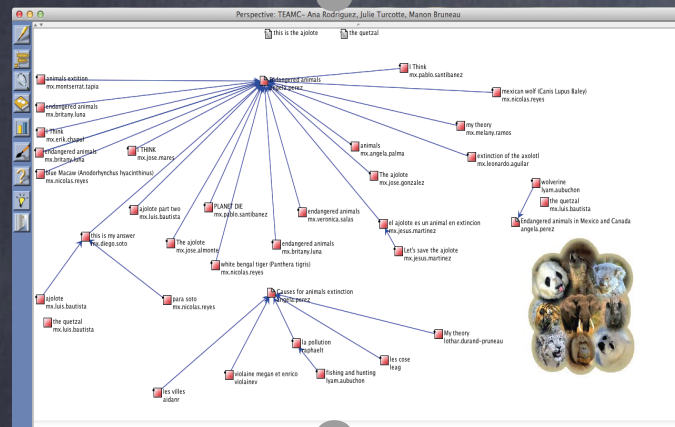 Perspective: TEAMC- Ana Rodriguez, Julie Turcotte, Manon Bruneau
this is the ajolote
the quetzal
I Think
mx.pablo.santibanez
animals extition
mx.montserrat.tapia
Endangered animals
angela.perez
mexican wolf (Canis Lupus Baley)
mx.nicolas.reyes
endangered animals
mx.britany.luna
my theory
mx.melany.ramos
I Think
mx.erik.chapul
animals
mx.angela.palma
I THINK
mx.jose.mares
endangered animals
mx.britany.luna
extinction of the axolotl
mx.leonardo.aguilar
blue Macaw (Anodorhynchus hyacinthinus)
mx.nicolas.reyes
The ajolote
mx.jose.gonzalez
wolverine
lyam.aubuchon
the quetzal
mx.luis.bautista
ajolote part two
mx.luis.bautista
PLANET DIE
mx.pablo.santibanez
endangered animals
mx.veronica.salas
el ajolote es un animal en extincion
mx.jesus.martinez
Endangered animals in Mexico and Canada
angela.perez
this is my answer
mx.diego.soto
The ajolote
mx.jose.almonte
endangered animals
mx.britany.luna
Let's save the ajolote
mx.jesus.martinez
white bengal tiger (Panthera tigris)
mx.nicolas.reyes
ajolote
mx.luis.bautista
para soto
mx.nicolas.reyes
Causes for animals extinction
angela.perez
the quetzal
mx.luis.bautista
My theory
lothar.durand-pruneau
la pollution
raphaelt
les cose
leag
violaine megan et enrico
violainev
fishing and hunting
lyam.aubuchon
les villes
aidanr